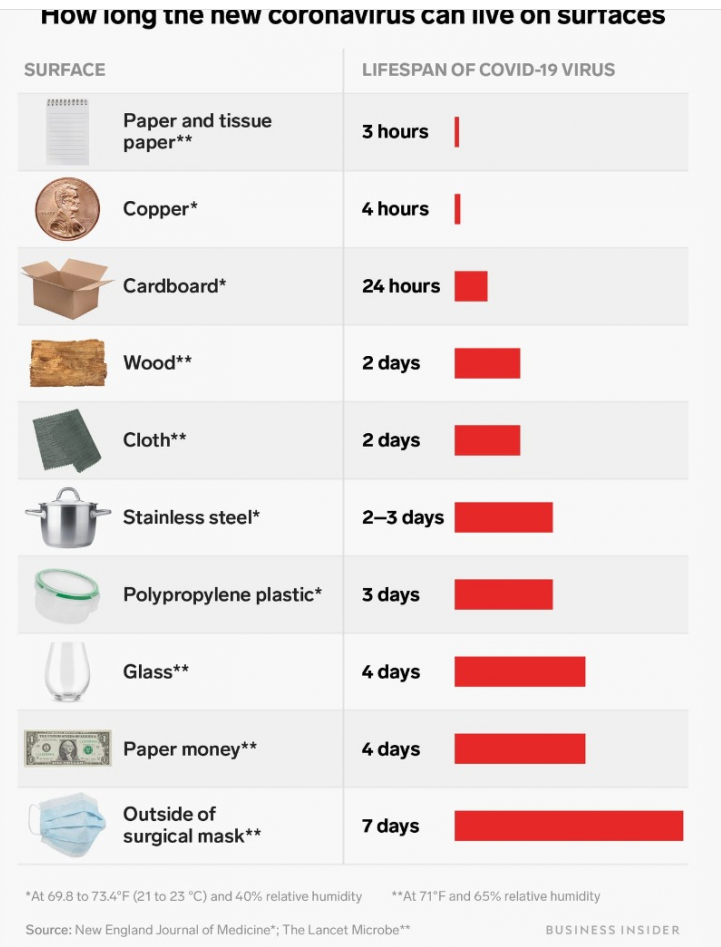 How long the new coronavirus can live on surfaces
SURFACE
LIFESPAN OF COVID-19 VIRUS
Paper and tissue
paper**
3 hours
Copper*
4 hours
Cardboard*
24 hours
Wood**
2 days
Cloth**
2 days
Stainless steel*
2–3 days
Polypropylene plastic*
3 days
Glass**
4 days
Paper money**
4 days
Outside of
surgical mask**
7 days
*At 69.8 to 73.4°F (21 to 23 °C) and 40% relative humidity
**At 71°F and 65% relative humidity
Source: New England Journal of Medicine*; The Lancet Microbe**
BUSINESS INSIDER